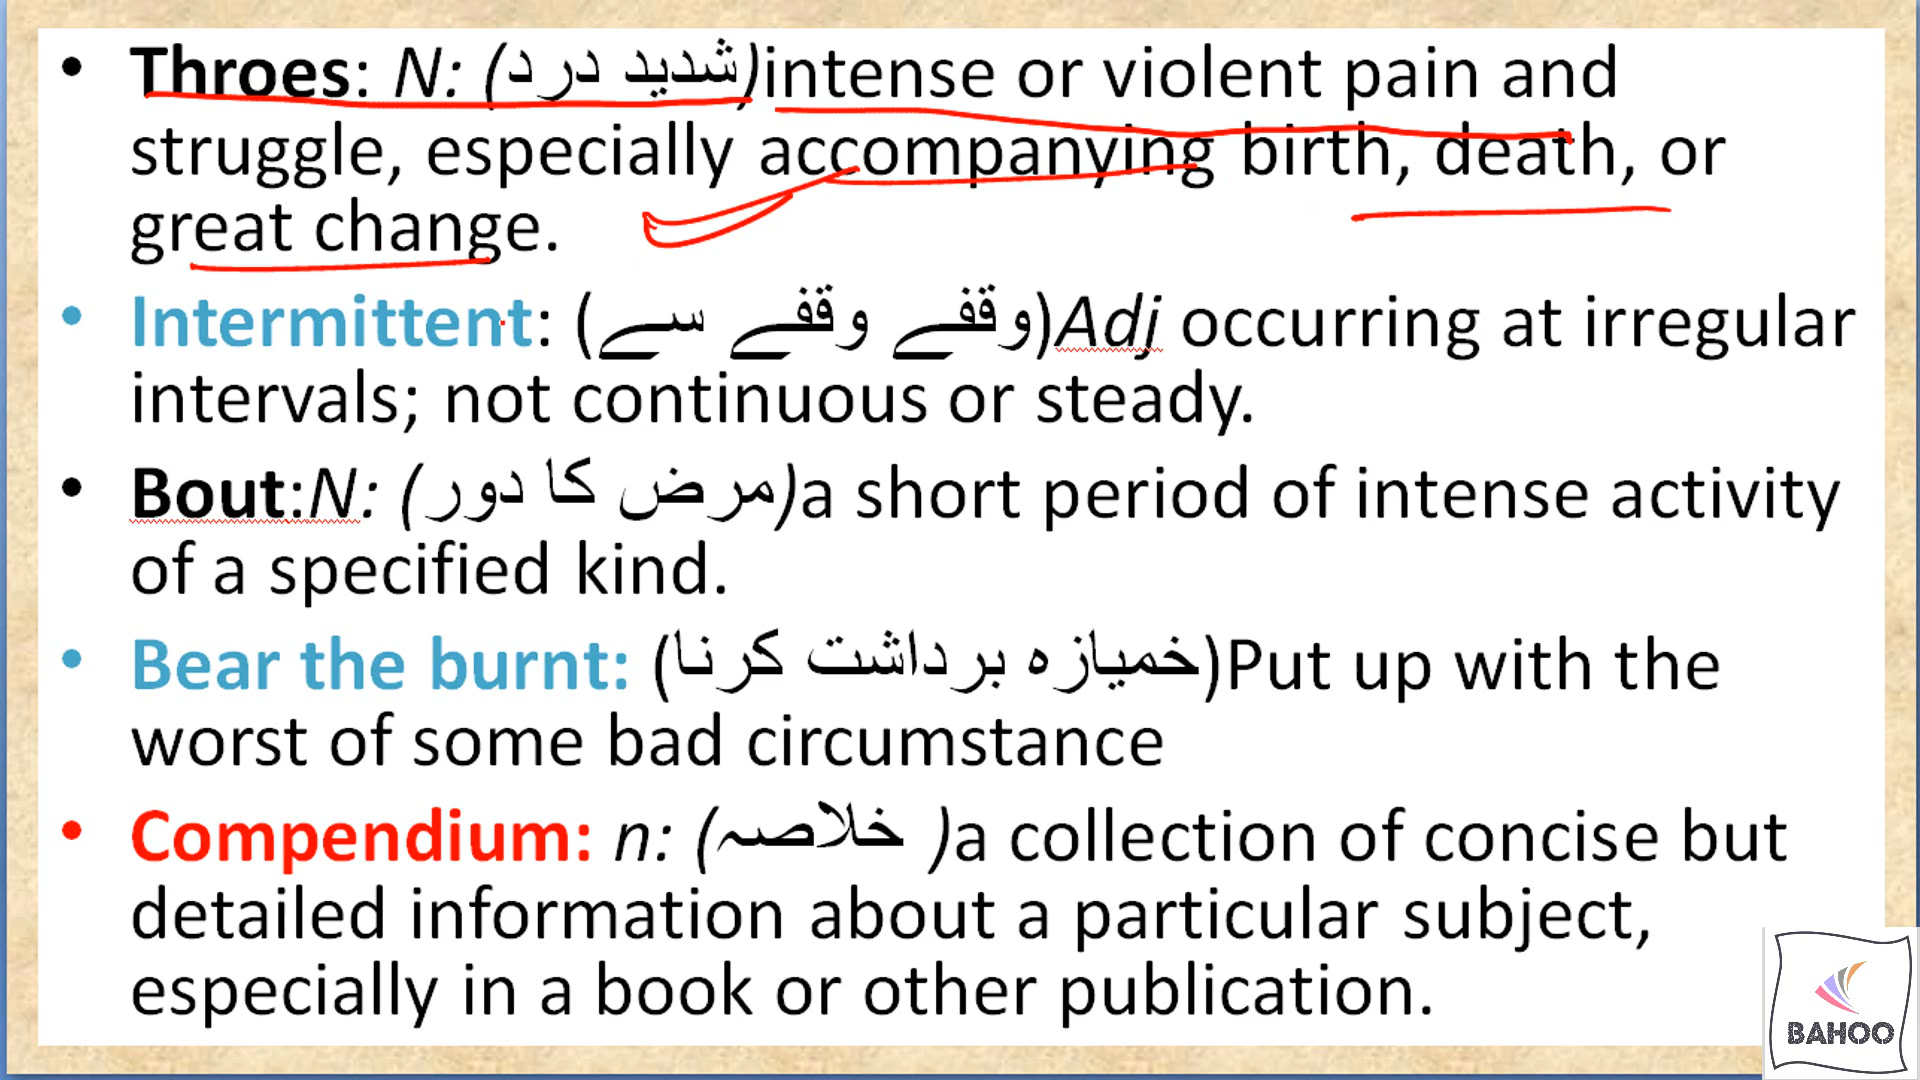 • Throes: N: (شدید درد)intense or violent pain and
struggle, especially accompanying birth, death, or
great change.
• Intermittent: (وقفے وقفے سے)Adj occurring at irregular
intervals; not continuous or steady.
• Bout:N: (مرض کا دور)a short period of intense activity
of a specified kind.
• Bear the burnt: (خمیازہ برداشت کرنا)Put up with the
worst of some bad circumstance
• Compendium: n: (خلاصہ )a collection of concise but
detailed information about a particular subject,
especially in a book or other publication.
BAHOO